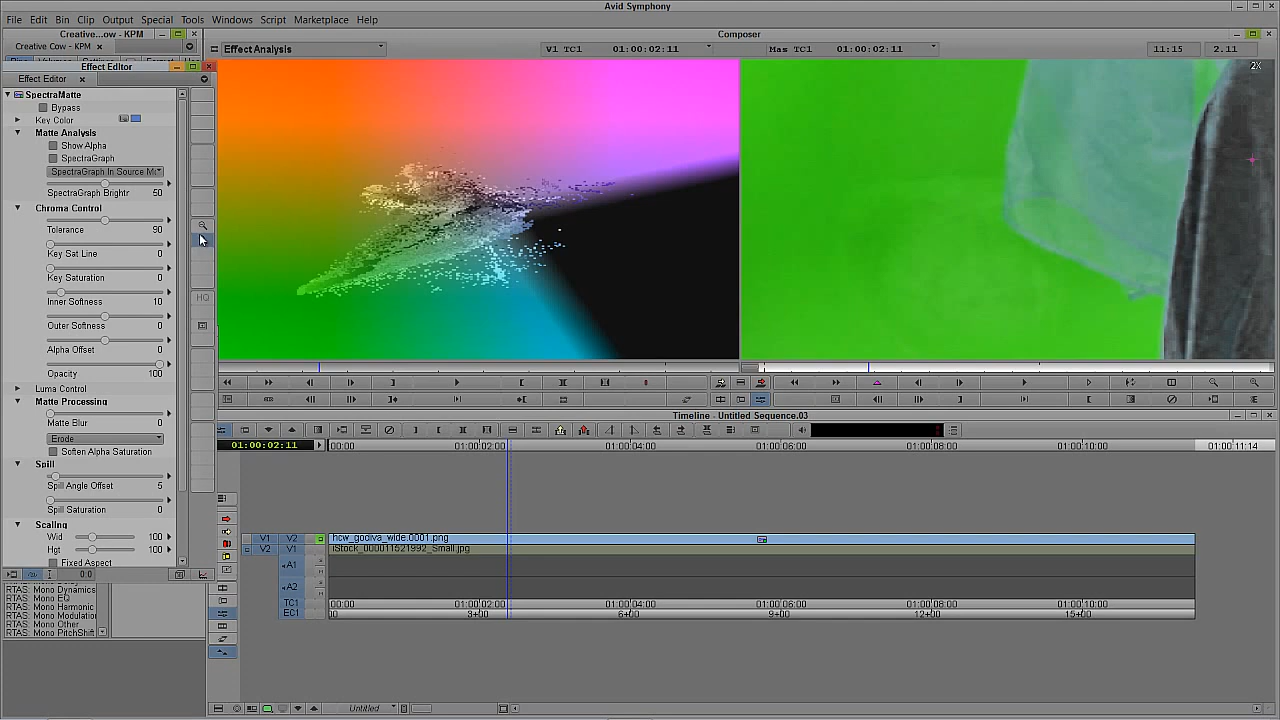 Avid Symphony
File Edit Bin Clip Output Special Tools Windows Script Marketplace Help
Creative...ow - KPM
Composer
Creative Cow - KPM
Effect Analysis
V1 TC1 01:00:02:11
Mas TC1 01:00:02:11
11:15
2.11
Effect Editor
2X
Effect Editor
SpectraMatte
Bypass
Key Color
Matte Analysis
Show Alpha
SpectraGraph
SpectraGraph In Source M
SpectraGraph Brightr 50
Chroma Control
Tolerance 90
Key Sat Line 0
Key Saturation 0
Inner Softness 10
HQ
Outer Softness 0
Alpha Offset 0
Opacity 100
Luma Control
Matte Processing
Matte Blur 0
Erode
Soften Alpha Saturation
Spill
Spill Angle Offset 5
Spill Saturation 0
Scaling
Wid 100
Hgt 100
Fixed Aspect
0:0
Timeline - Untitled Sequence.03
01:00:02:11
00:00 01:00:02:00 01:00:04:00 01:00:06:00 01:00:08:00 01:00:10:00 01:00:11:14
V1 V2 hcw_godiva_wide.0001.png
V2 V1 iStock_000011521992_Small.jpg
A1
A2
TC1 00:00 01:00:02:00 01:00:04:00 01:00:06:00 01:00:08:00 01:00:10:00
EC1 3+00 6+00 9+00 12+00 15+00
RTAS: Mono Dynamics
RTAS: Mono EQ
RTAS: Mono Harmonic
RTAS: Mono Modulatio
RTAS: Mono Other
RTAS: Mono PitchShift
Untitled